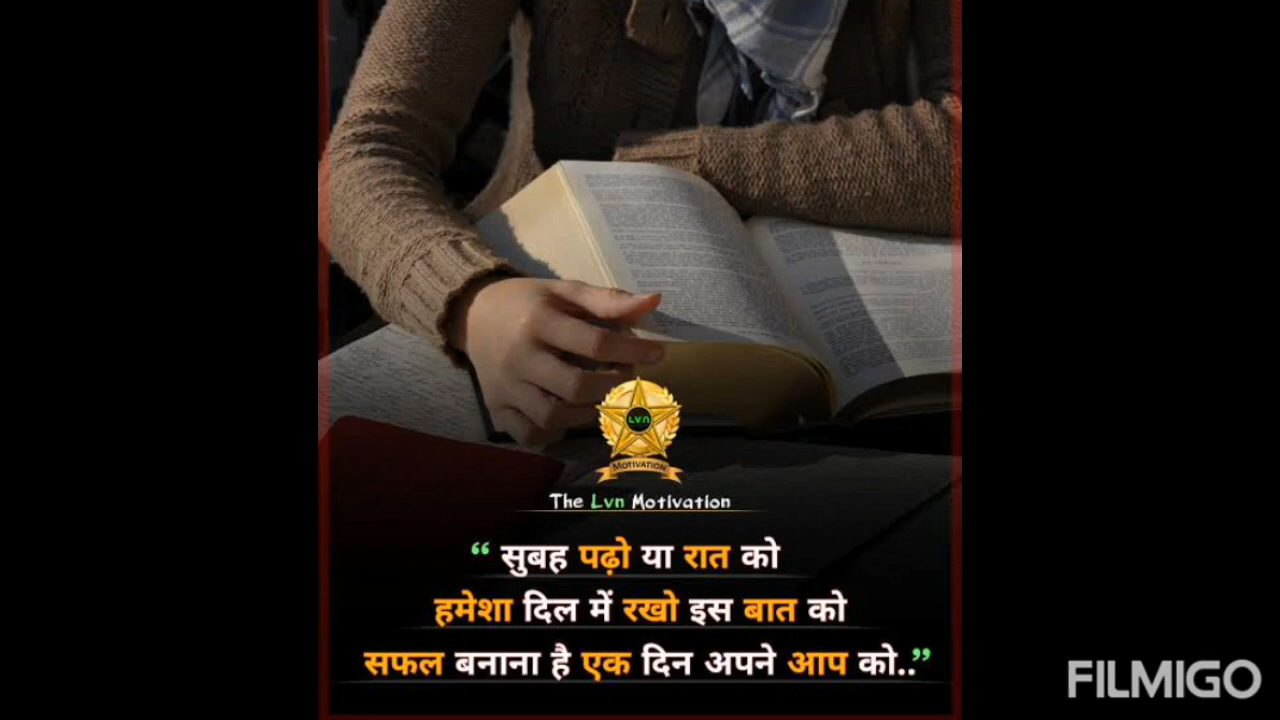 Lvn
MOTIVATION
The Lvn Motivation
“ सुबह पढ़ो या रात को
हमेशा दिल में रखो इस बात को
सफल बनाना है एक दिन अपने आप को..”
FILMIGO